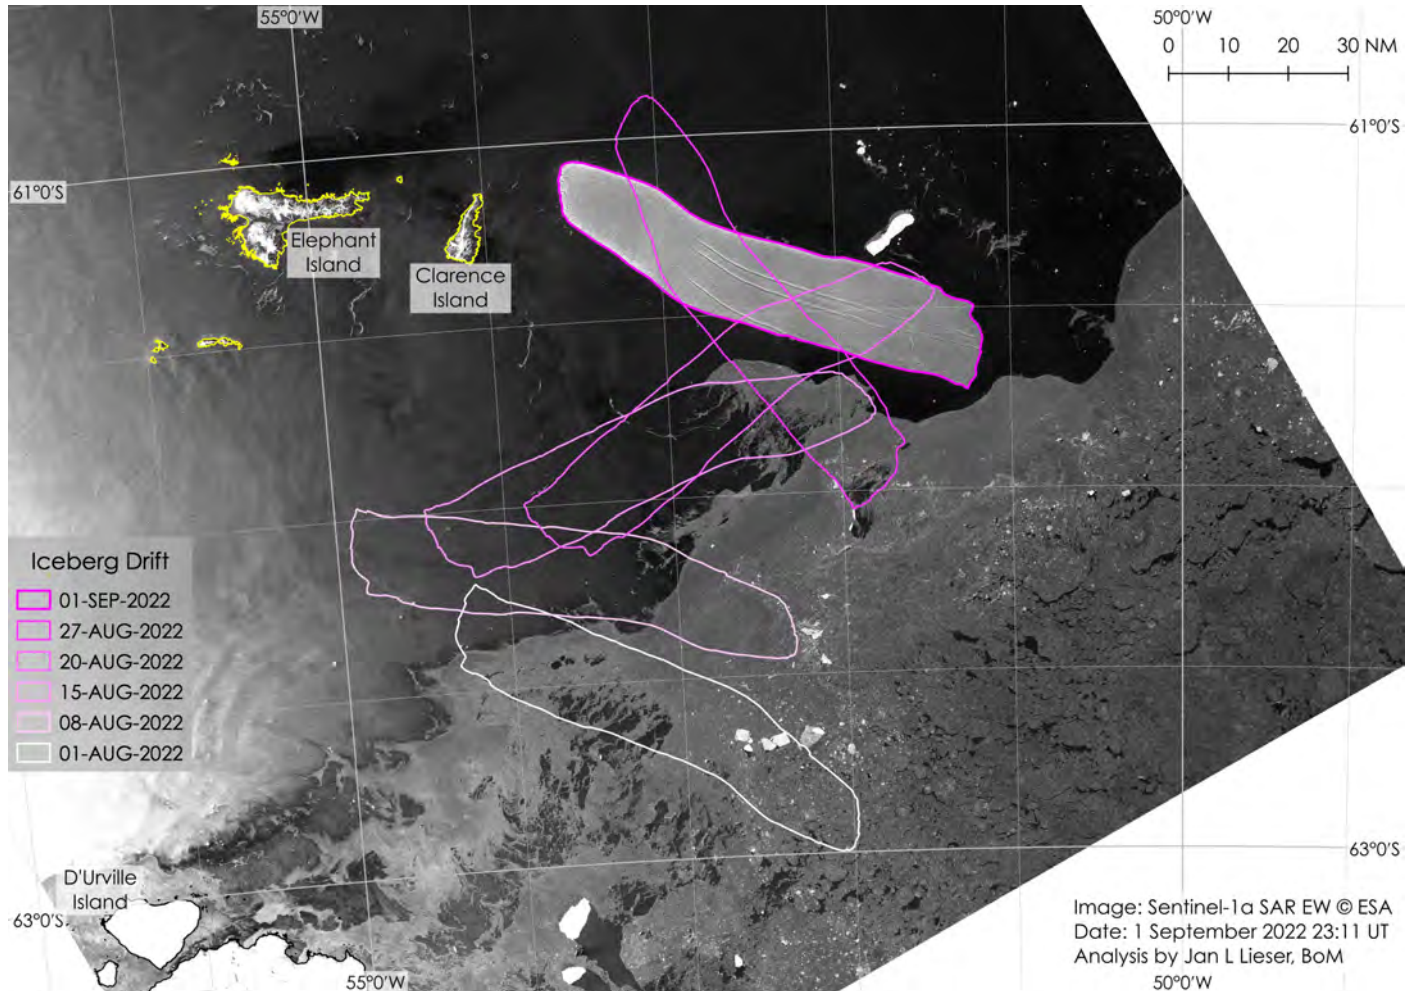 55°0'W
50°0'W
0 10 20 30 NM
61°0'S
61°0'S
Elephant
Island
Clarence
Island
Iceberg Drift
01-SEP-2022
27-AUG-2022
20-AUG-2022
15-AUG-2022
08-AUG-2022
01-AUG-2022
63°0'S
D'Urville
Island
63°0'S
Image: Sentinel-1a SAR EW © ESA
Date: 1 September 2022 23:11 UT
Analysis by Jan L Lieser, BoM
55°0'W
50°0'W